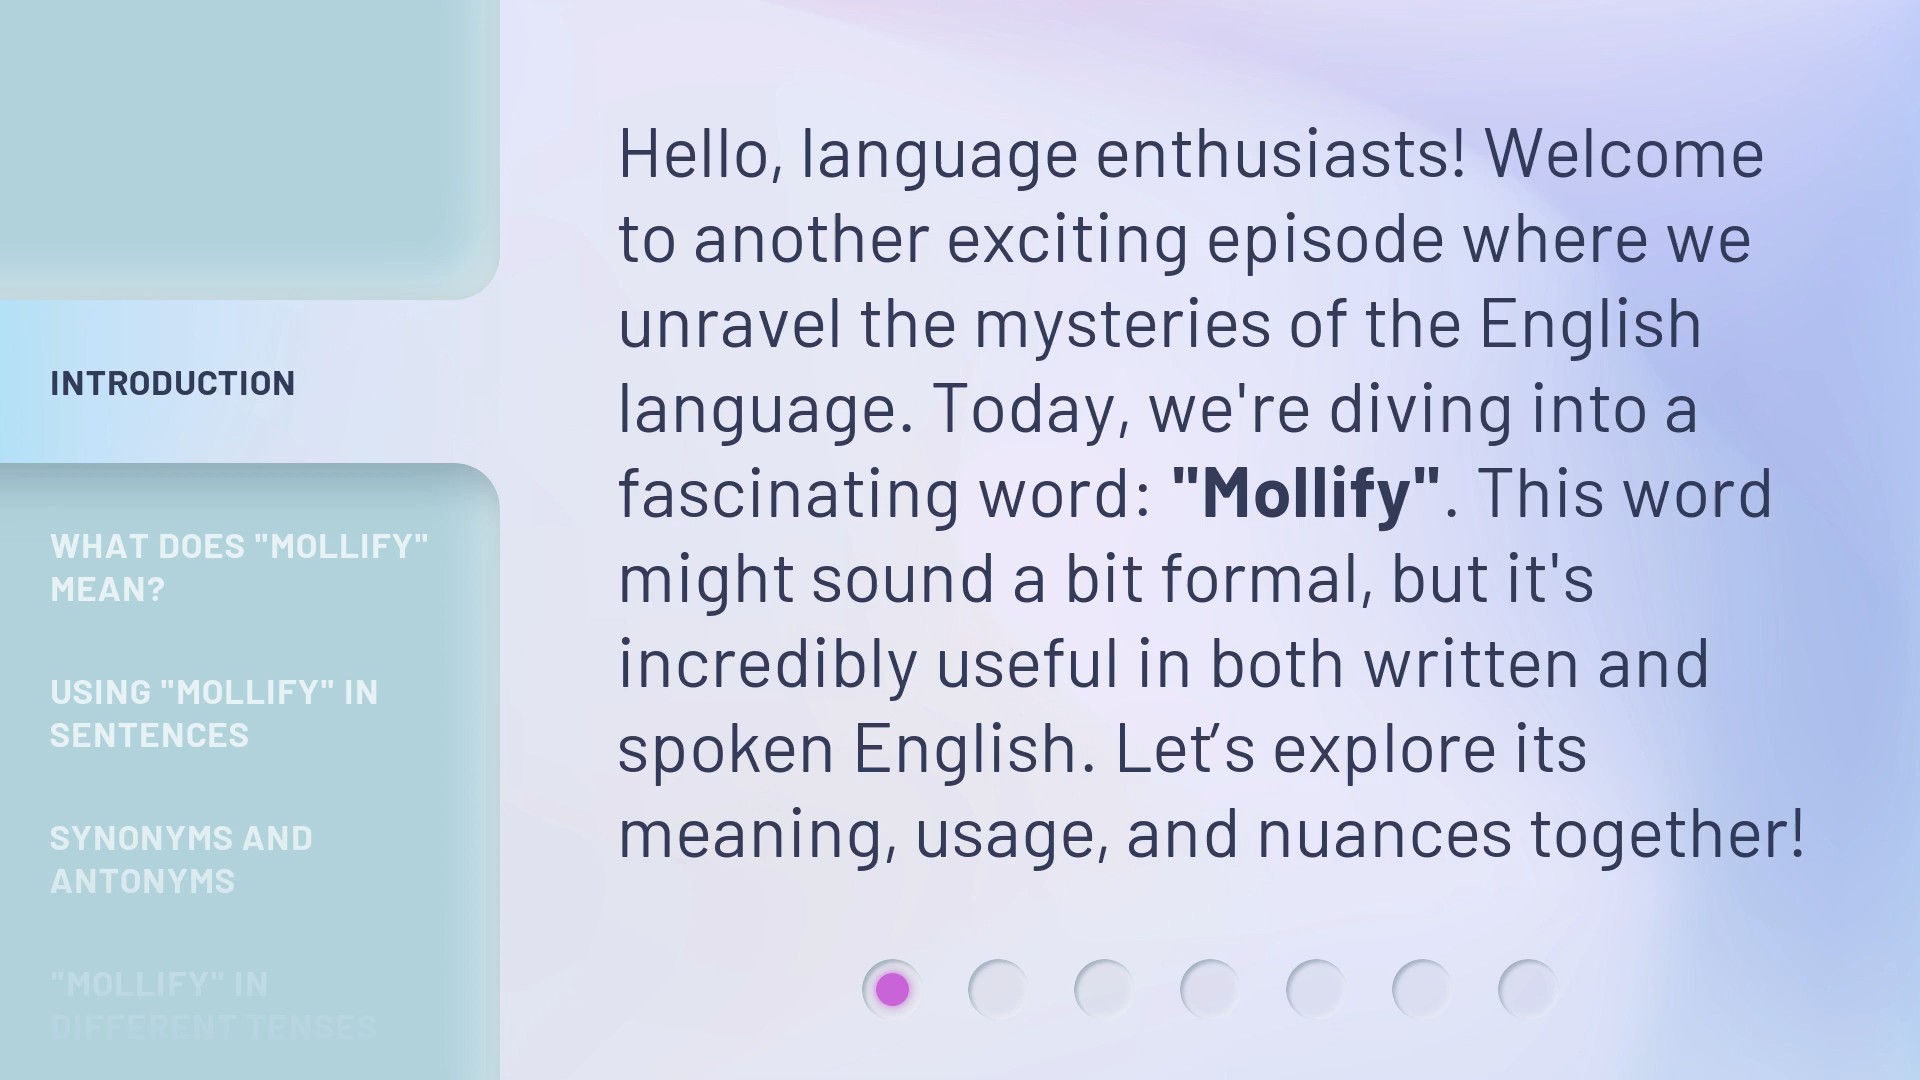 INTRODUCTION
WHAT DOES "MOLLIFY"
MEAN?
USING "MOLLIFY" IN
SENTENCES
SYNONYMS AND
ANTONYMS
"MOLLIFY" IN
DIFFERENT TENSES
Hello, language enthusiasts! Welcome
to another exciting episode where we
unravel the mysteries of the English
language. Today, we're diving into a
fascinating word: "Mollify". This word
might sound a bit formal, but it's
incredibly useful in both written and
spoken English. Let’s explore its
meaning, usage, and nuances together!